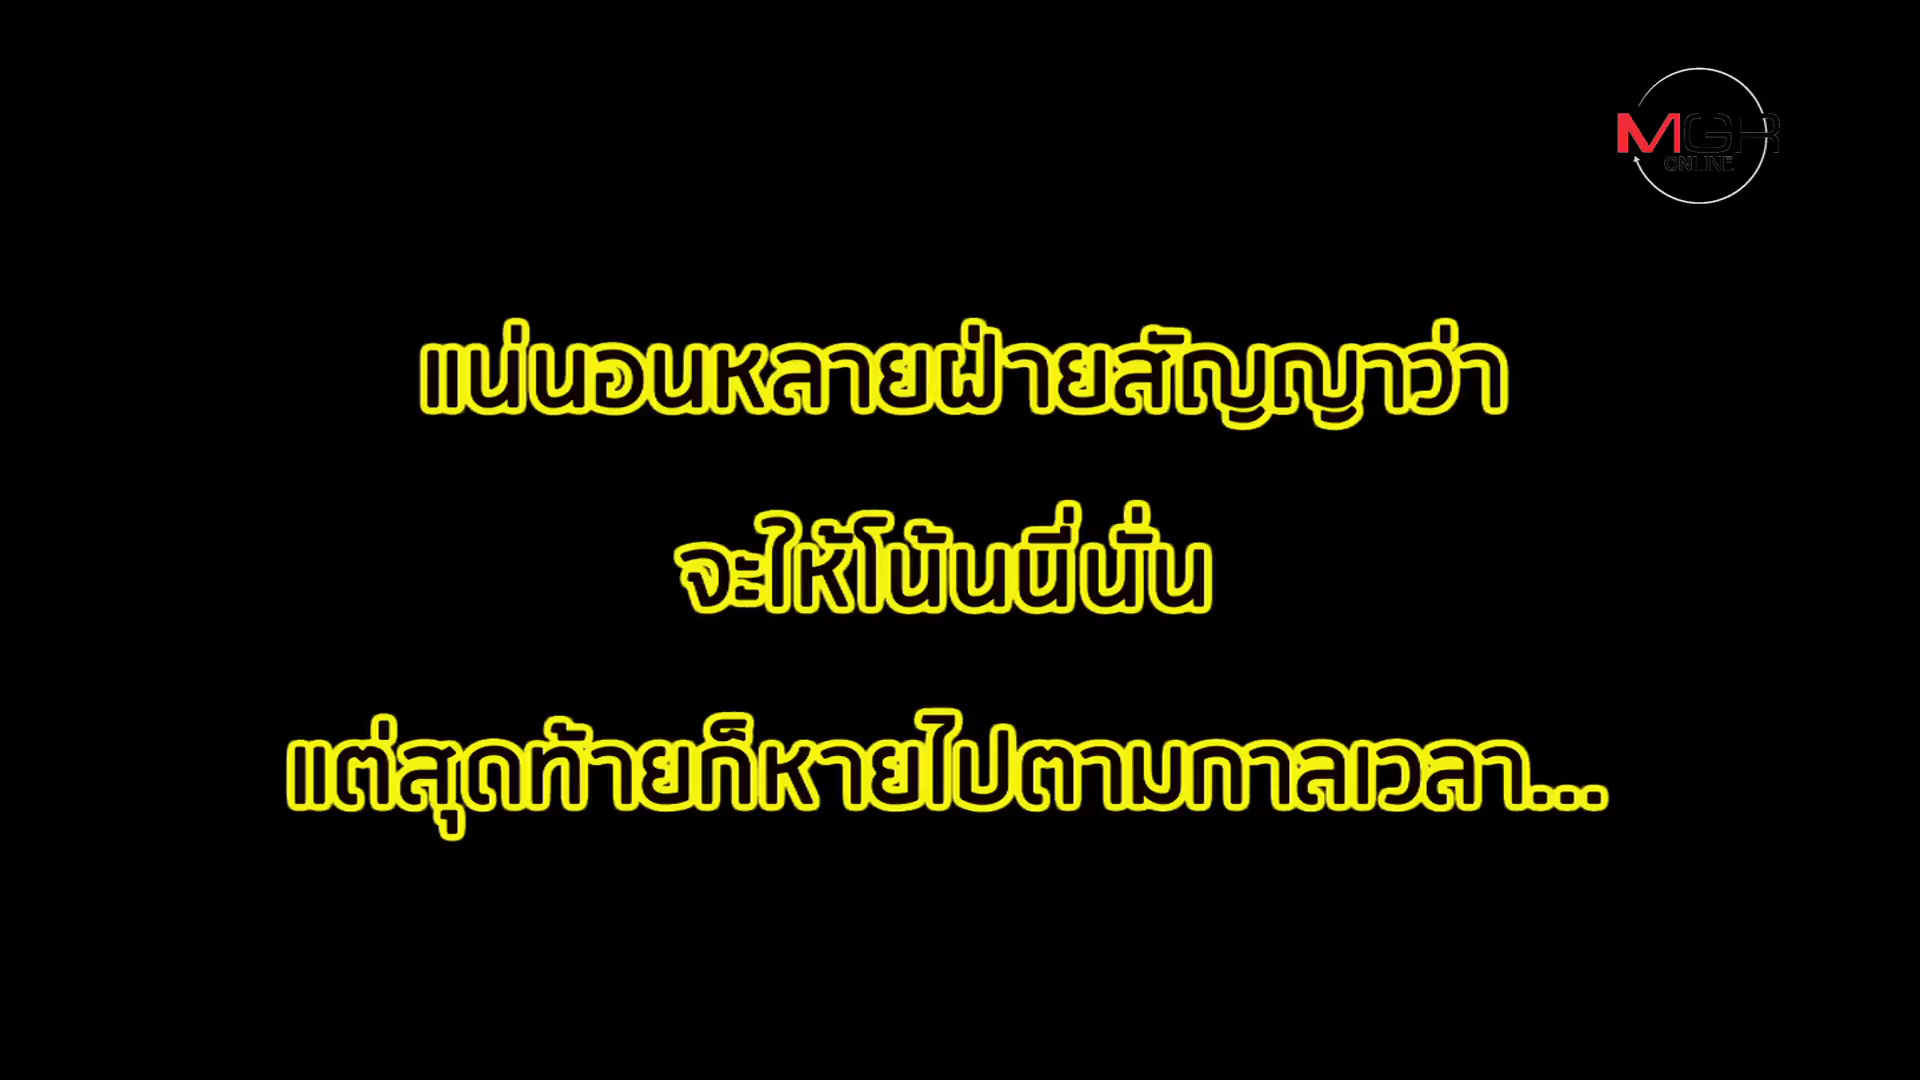 MGR
ONLINE
แน่นอนหลายฝ่ายสัญญาว่า
จะให้โน้นนี่นั่น
แต่สุดท้ายก็หายไปตามกาลเวลา...